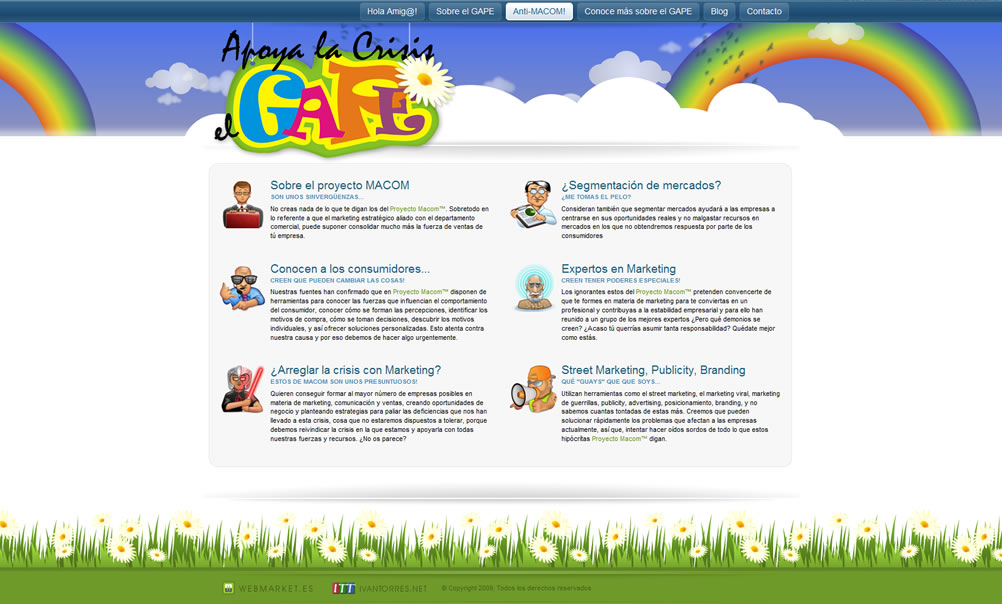 Hola Amig@!
Sobre el GAPE
Anti-MACOM!
Conoce más sobre el GAPE
Blog
Contacto
Apoya la Crisis
el GAPE
Sobre el proyecto MACOM
SON UNOS SINVERGÜENZAS...
No creas nada de lo que te digan los del Proyecto Macom™. Sobretodo en
lo referente a que el marketing estratégico aliado con el departamento
comercial, puede suponer consolidar mucho más la fuerza de ventas de
tú empresa.
¿Segmentación de mercados?
¿ME TOMAS EL PELO?
Consideran también que segmentar mercados ayudará a las empresas a
centrarse en sus oportunidades reales y no malgastar recursos en
mercados en los que no obtendremos respuesta por parte de los
consumidores
Conocen a los consumidores...
CREEN QUE PUEDEN CAMBIAR LAS COSAS!
Nuestras fuentes han confirmado que en Proyecto Macom™ disponen de
herramientas para conocer las fuerzas que influencian el comportamiento
del consumidor, conocer cómo se forman las percepciones, identificar los
motivos de compra, cómo se toman decisiones, descubrir los motivos
individuales, y así ofrecer soluciones personalizadas. Esto atenta contra
nuestra causa y por eso debemos de hacer algo urgentemente.
Expertos en Marketing
CREEN TENER PODERES ESPECIALES!
Los ignorantes estos del Proyecto Macom™ pretenden convencerte de
que te formes en materia de marketing para te conviertas en un
profesional y contribuyas a la estabilidad empresarial y para ello han
reunido a un grupo de los mejores expertos ¿Pero qué demonios se
creen? ¿Acaso tú querrías asumir tanta responsabilidad? Quédate mejor
como estás.
¿Arreglar la crisis con Marketing?
ESTOS DE MACOM SON UNOS PRESUNTUOSOS!
Quieren conseguir formar al mayor número de empresas posibles en
materia de marketing, comunicación y ventas, creando oportunidades de
negocio y planteando estrategias para paliar las deficiencias que nos han
llevado a esta crisis, cosa que no estaremos dispuestos a tolerar, porque
debemos reivindicar la crisis en la que estamos y apoyarla con todas
nuestras fuerzas y recursos. ¿No os parece?
Street Marketing, Publicity, Branding
QUÉ "GUAYS" QUE QUE SOYS...
Utilizan herramientas como el street marketing, el marketing viral, marketing
de guerrillas, publicity, advertising, posicionamiento, branding, y no
sabemos cuantas tontadas de estas más. Creemos que pueden
solucionar rápidamente los problemas que afectan a las empresas
actualmente, así que, intentar hacer oídos sordos de todo lo que estos
hipócritas Proyecto Macom™ digan.
WEBMARKET.ES
ITT IVANTORRES.NET
© Copyright 2009, Todos los derechos reservados